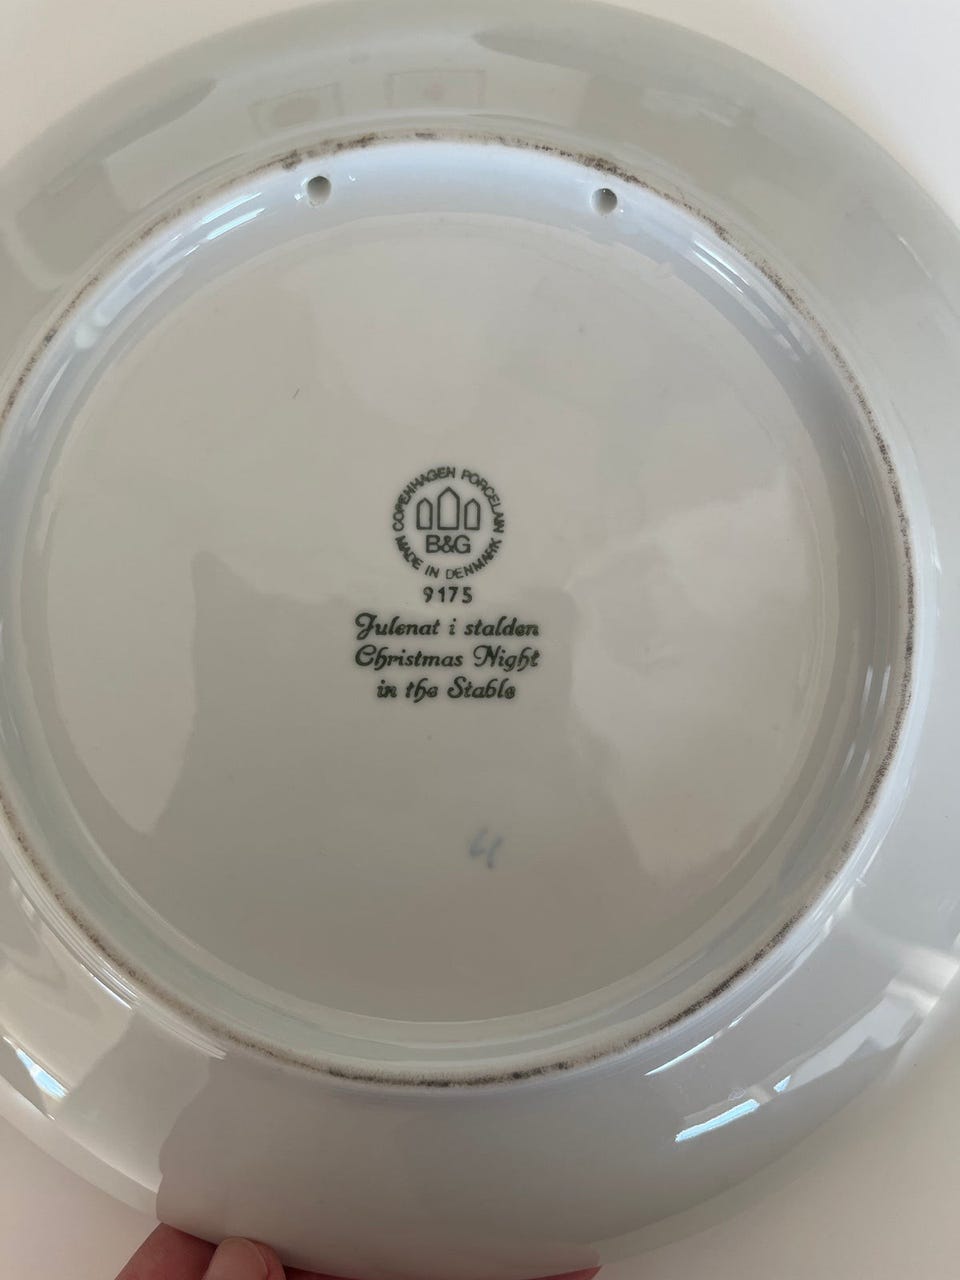 COPENHAGEN PORCELAIN
B&G
MADE IN DENMARK
9175
Julenat i stalden
Christmas Night
in the Stable